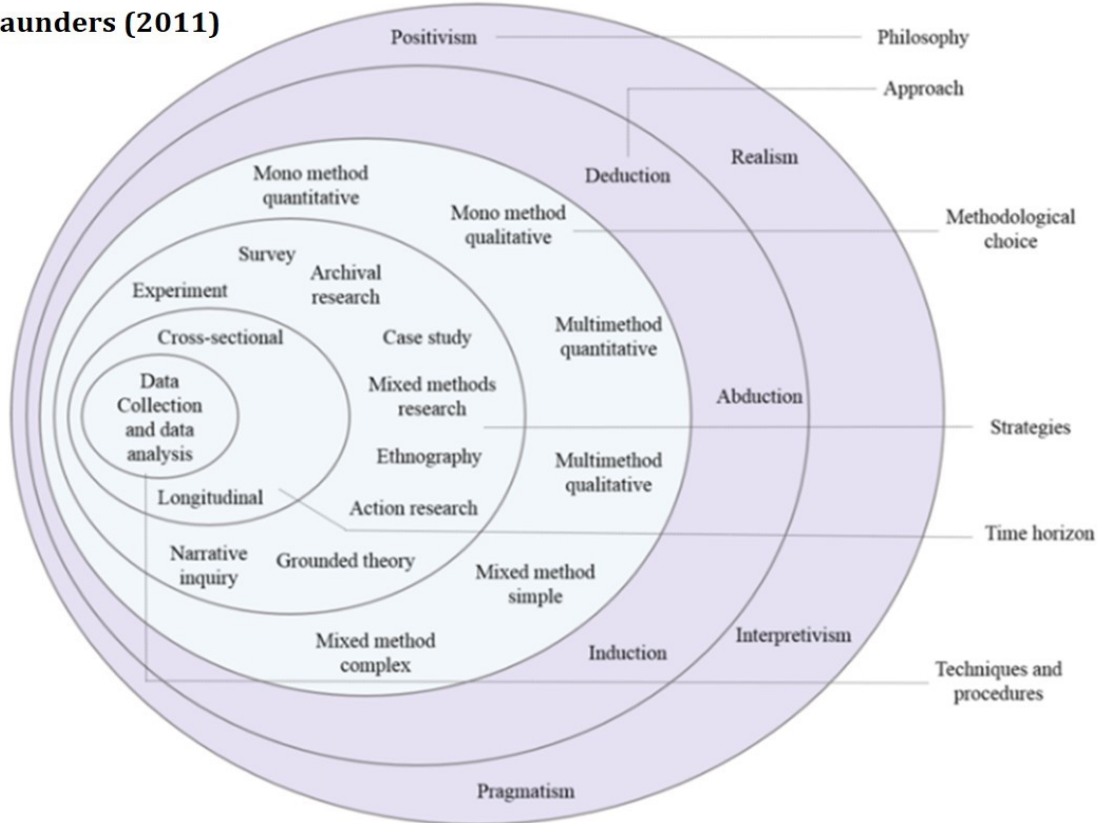 aunders (2011)
Positivism
Philosophy
Approach
Realism
Deduction
Mono method
quantitative
Mono method
qualitative
Methodological
choice
Survey
Archival
research
Experiment
Cross-sectional
Case study
Multimethod
quantitative
Data
Collection
and data
analysis
Mixed methods
research
Abduction
Strategies
Ethnography
Multimethod
qualitative
Longitudinal
Action research
Time horizon
Narrative
inquiry
Grounded theory
Mixed method
simple
Mixed method
complex
Induction
Interpretivism
Techniques and
procedures
Pragmatism